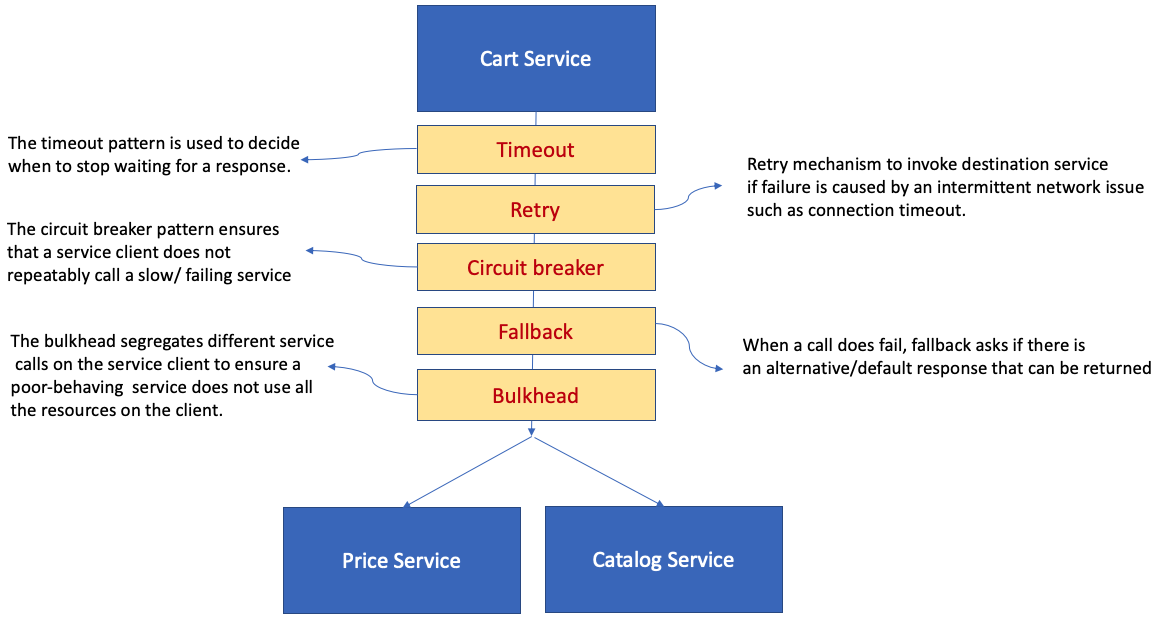 Cart Service
The timeout pattern is used to decide
when to stop waiting for a response.
Timeout
Retry mechanism to invoke destination service
if failure is caused by an intermittent network issue
such as connection timeout.
Retry
The circuit breaker pattern ensures
that a service client does not
repeatably call a slow/ failing service
Circuit breaker
Fallback
When a call does fail, fallback asks if there is
an alternative/default response that can be returned
The bulkhead segregates different service
calls on the service client to ensure a
poor-behaving service does not use all
the resources on the client.
Bulkhead
Price Service
Catalog Service